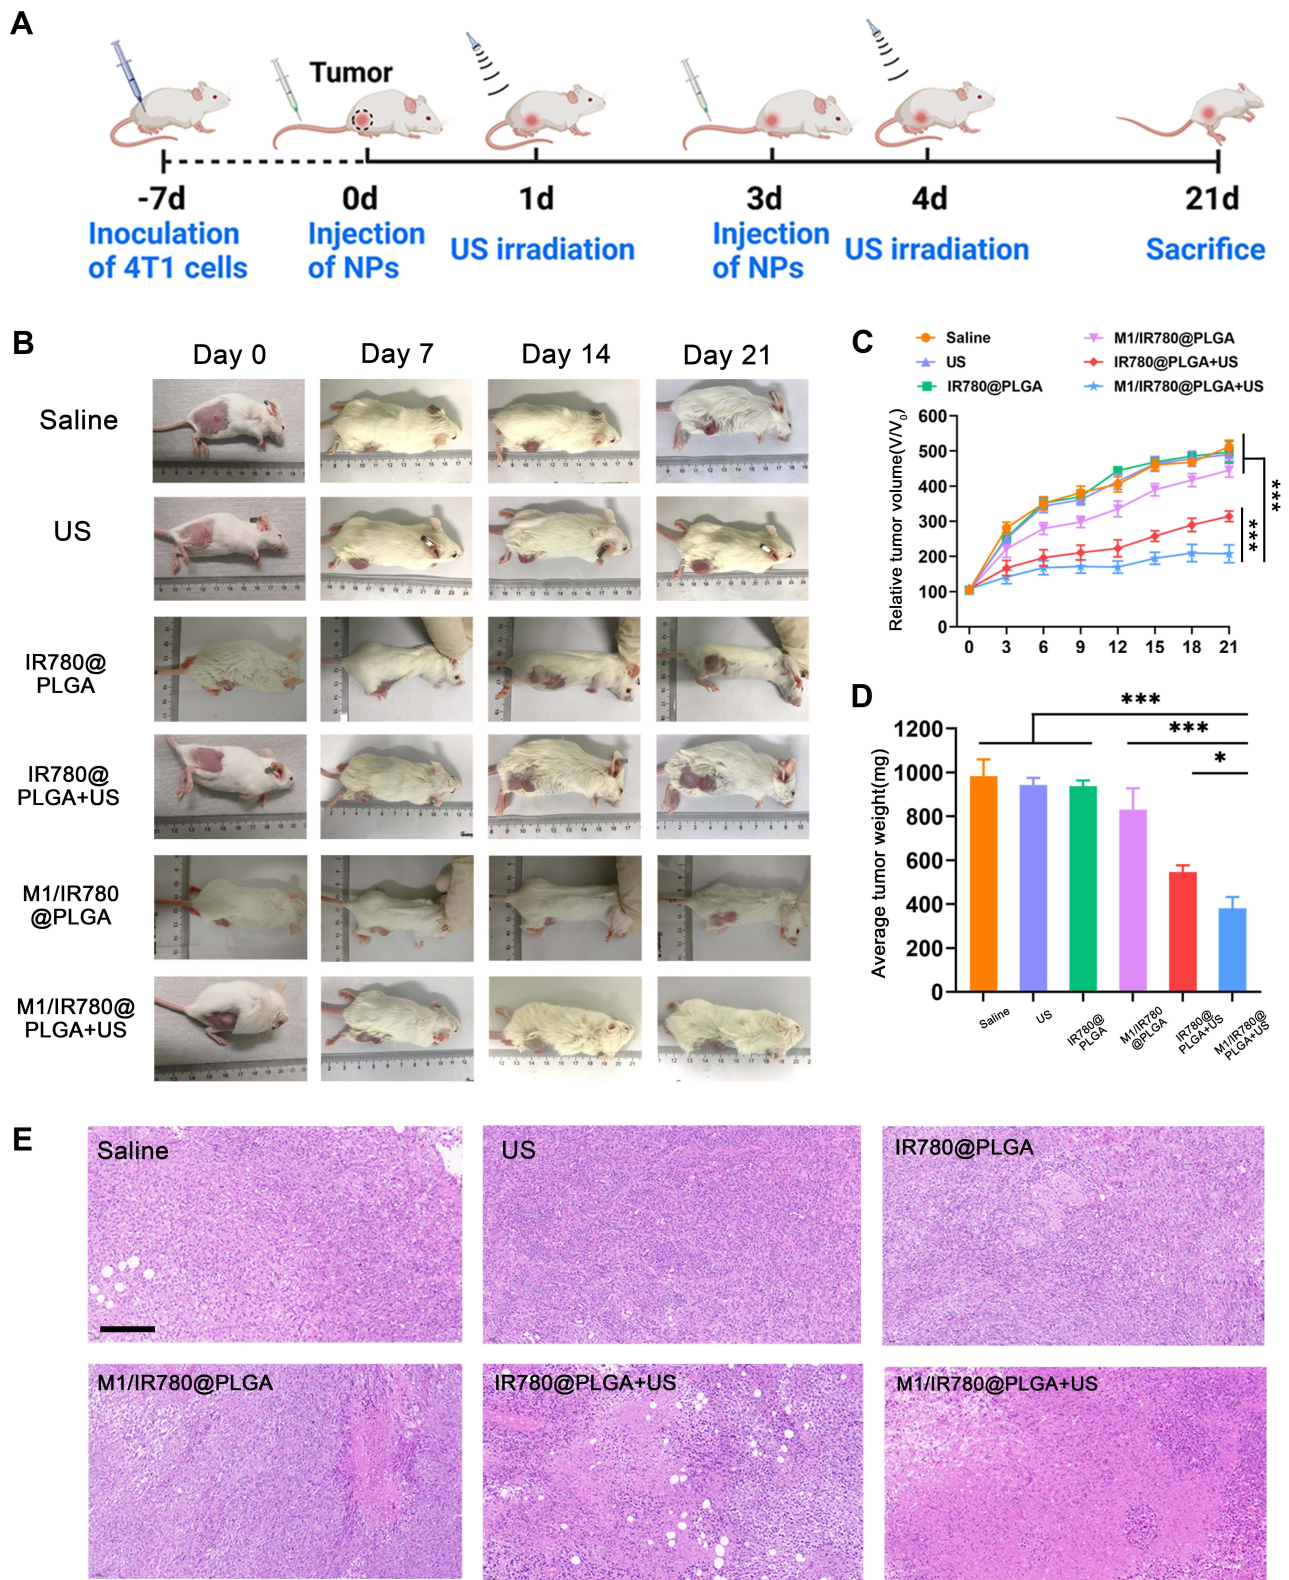 A
Tumor
-7d
0d
1d
3d
4d
21d
Inoculation
of 4T1 cells
Injection
of NPs
US irradiation
Injection
of NPs
US irradiation
Sacrifice
B
Day 0
Day 7
Day 14
Day 21
Saline
US
IR780@
PLGA
IR780@
PLGA+US
M1/IR780
@PLGA
M1/IR780@
PLGA+US
C
Saline
US
IR780@PLGA
M1/IR780@PLGA
IR780@PLGA+US
M1/IR780@PLGA+US
Relative tumor volume(V/V0)
600
500
400
300
200
100
0
0 3 6 9 12 15 18 21
***
***
D
Average tumor weight(mg)
1200
1000
800
600
400
200
0
***
***
*
Saline
US
IR780@
PLGA
M1/IR780
@PLGA
IR780@
PLGA+US
M1/IR780@
PLGA+US
E
Saline
US
IR780@PLGA
M1/IR780@PLGA
IR780@PLGA+US
M1/IR780@PLGA+US